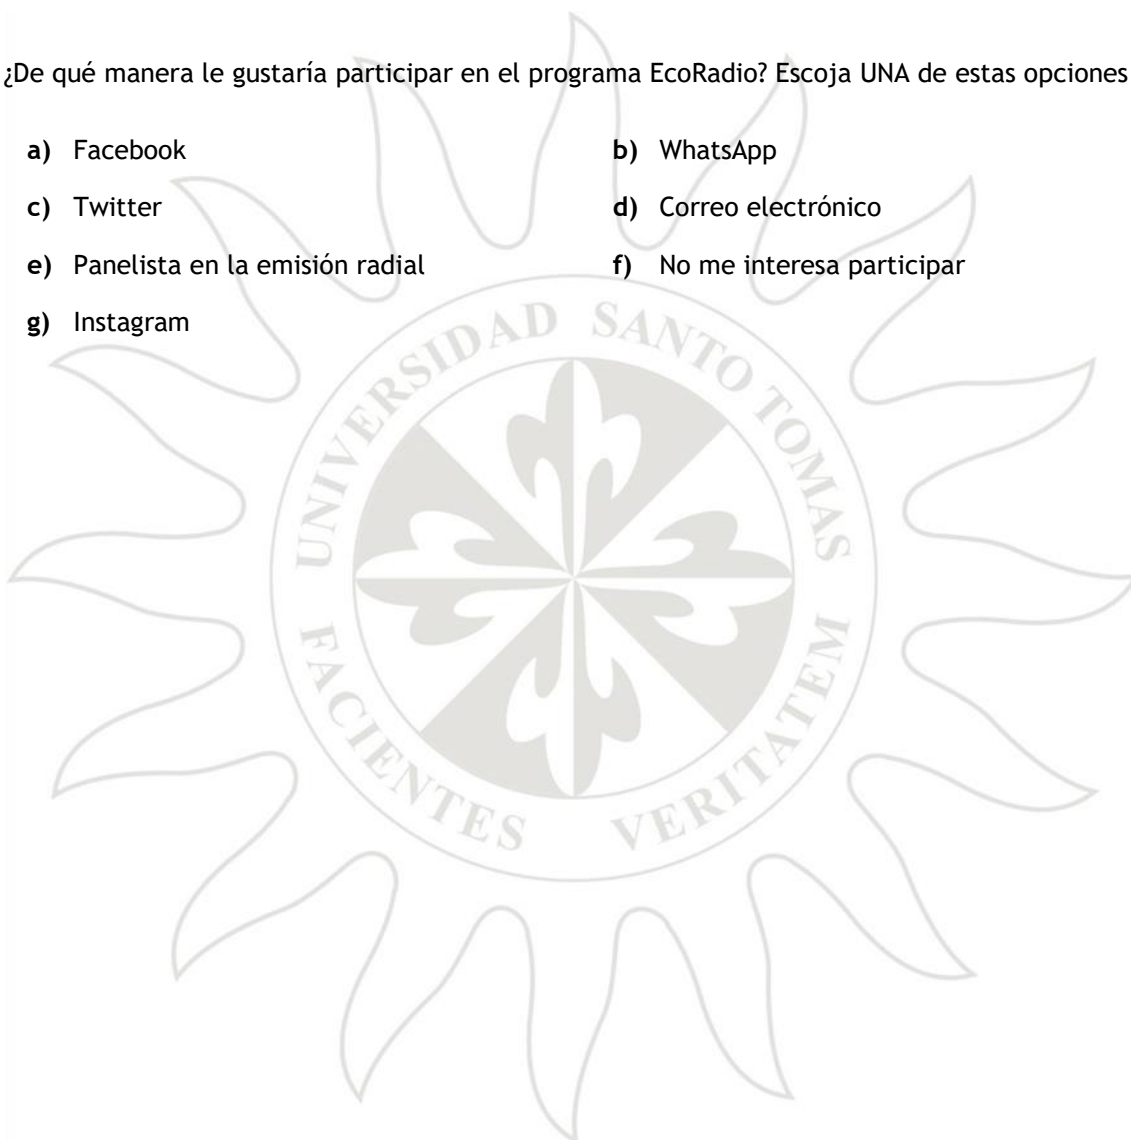 ¿De qué manera le gustaría participar en el programa EcoRadio? Escoja UNA de estas opciones
a) Facebook
b) WhatsApp
c) Twitter
d) Correo electrónico
e) Panelista en la emisión radial
f) No me interesa participar
g) Instagram
UNIVERSIDAD SANTO TOMAS
FACIENTES VERITATEM